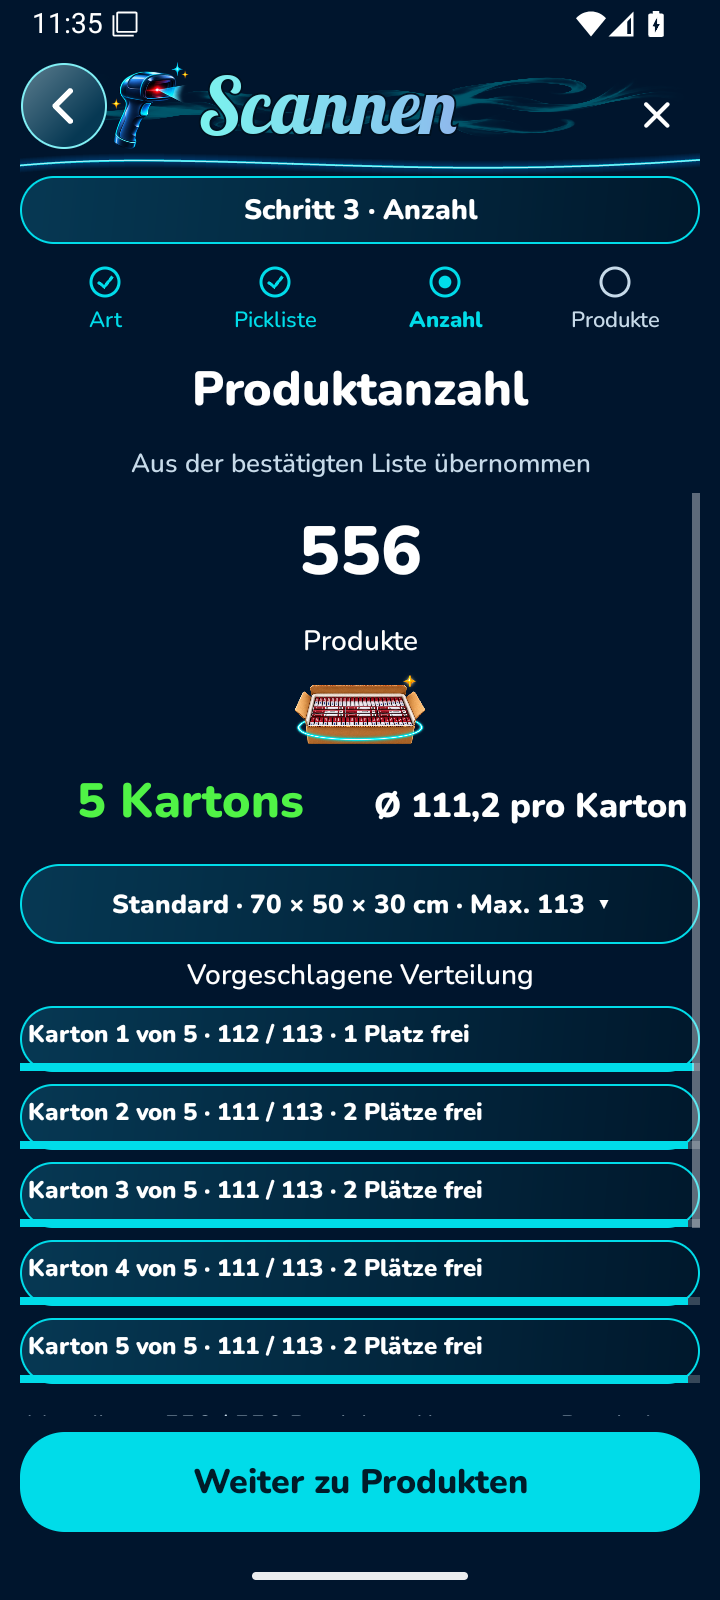 11:35
Scannen
Schritt 3 · Anzahl
Art
Pickliste
Anzahl
Produkte
Produktanzahl
Aus der bestätigten Liste übernommen
556
Produkte
5 Kartons
Ø 111,2 pro Karton
Standard · 70 × 50 × 30 cm · Max. 113 ▼
Vorgeschlagene Verteilung
Karton 1 von 5 · 112 / 113 · 1 Platz frei
Karton 2 von 5 · 111 / 113 · 2 Plätze frei
Karton 3 von 5 · 111 / 113 · 2 Plätze frei
Karton 4 von 5 · 111 / 113 · 2 Plätze frei
Karton 5 von 5 · 111 / 113 · 2 Plätze frei
Weiter zu Produkten